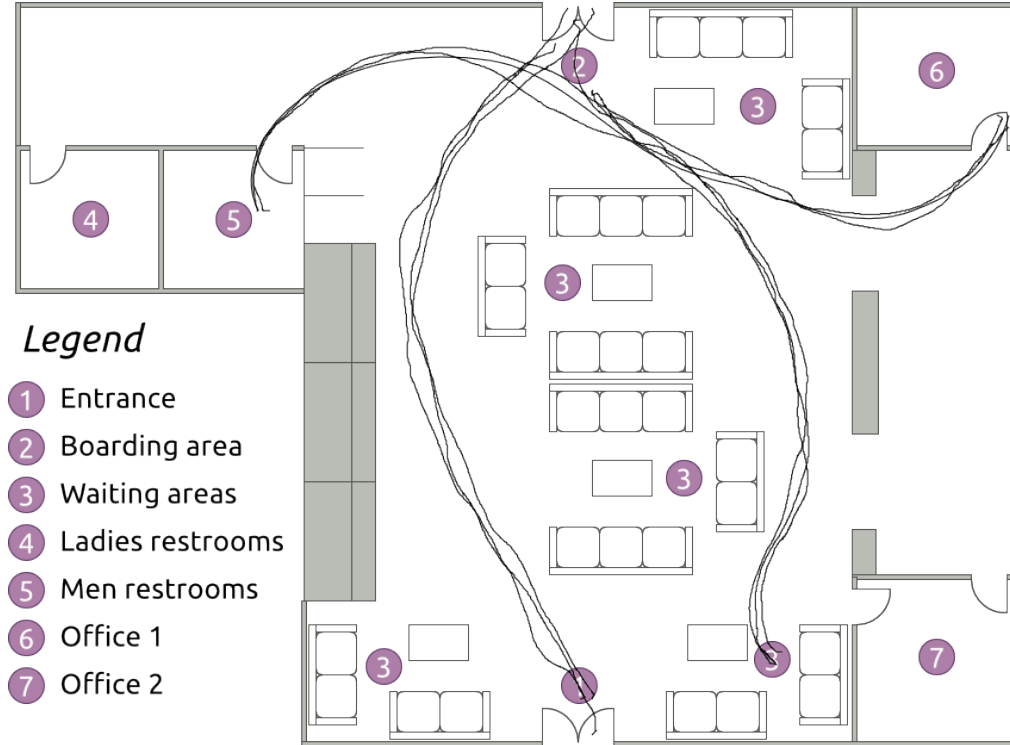 2
3
6
4
5
3
3
3
3
1
7
Legend
1 Entrance
2 Boarding area
3 Waiting areas
4 Ladies restrooms
5 Men restrooms
6 Office 1
7 Office 2